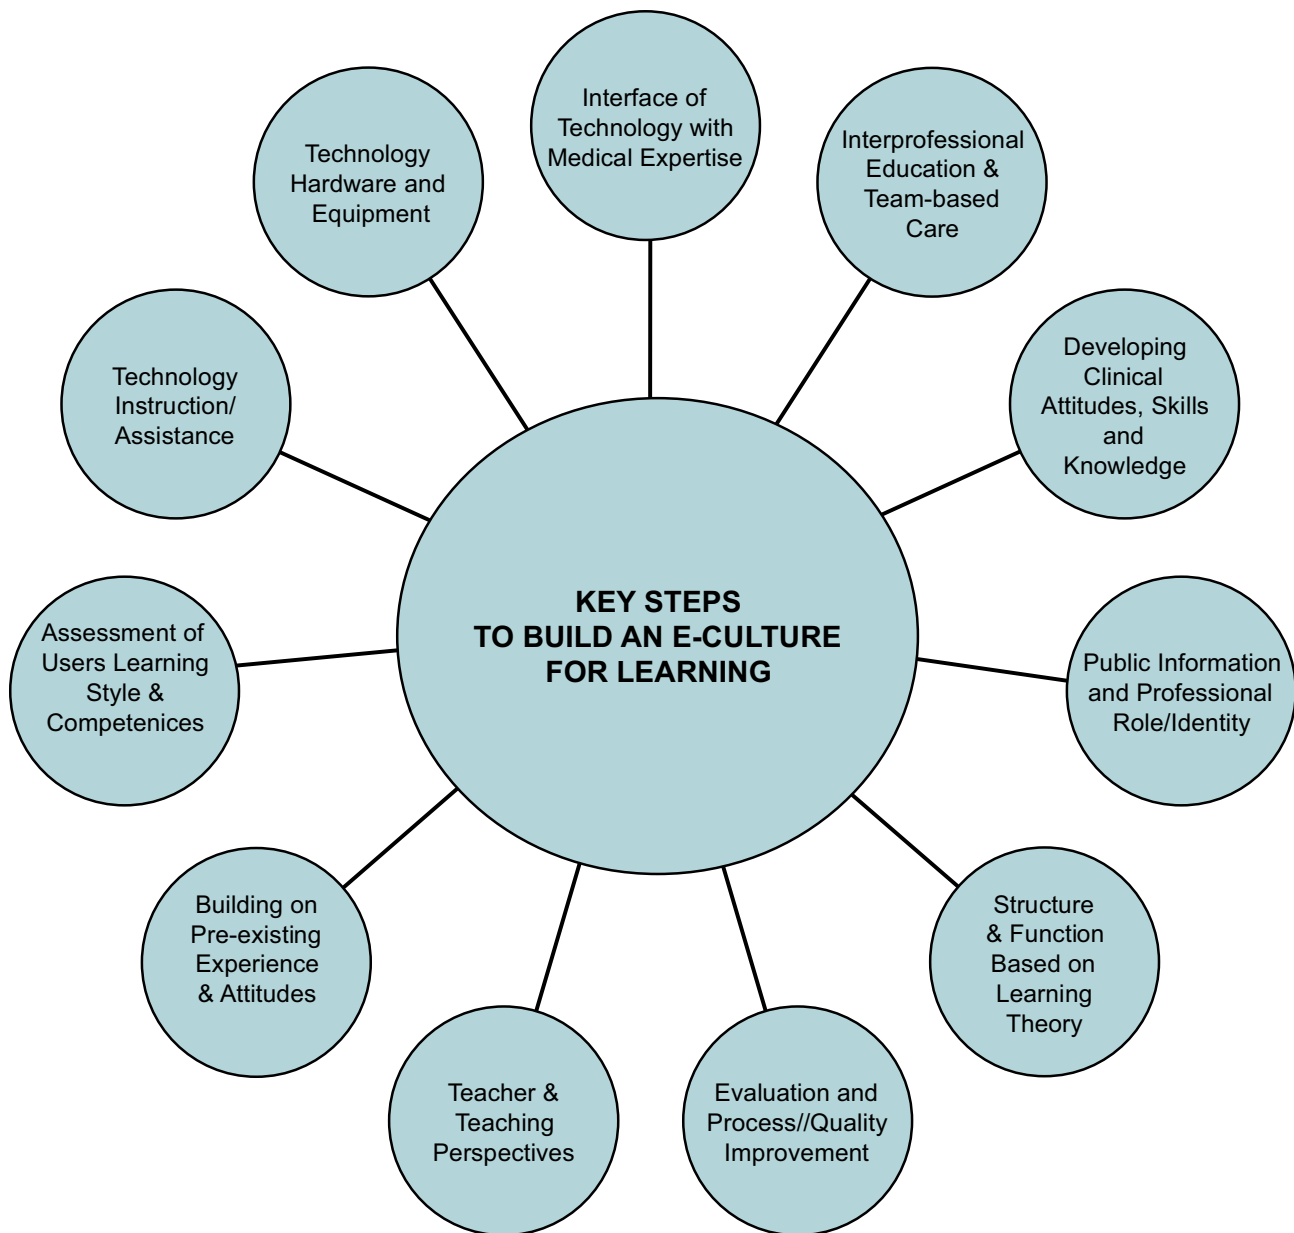 Interface of
Technology with
Medical Expertise
Interprofessional
Education &
Team-based
Care
Developing
Clinical
Attitudes, Skills
and
Knowledge
Public Information
and Professional
Role/Identity
Structure
& Function
Based on
Learning
Theory
Evaluation and
Process//Quality
Improvement
Teacher &
Teaching
Perspectives
Building on
Pre-existing
Experience
& Attitudes
Assessment of
Users Learning
Style &
Competenices
Technology
Instruction/
Assistance
Technology
Hardware and
Equipment
KEY STEPS
TO BUILD AN E-CULTURE
FOR LEARNING